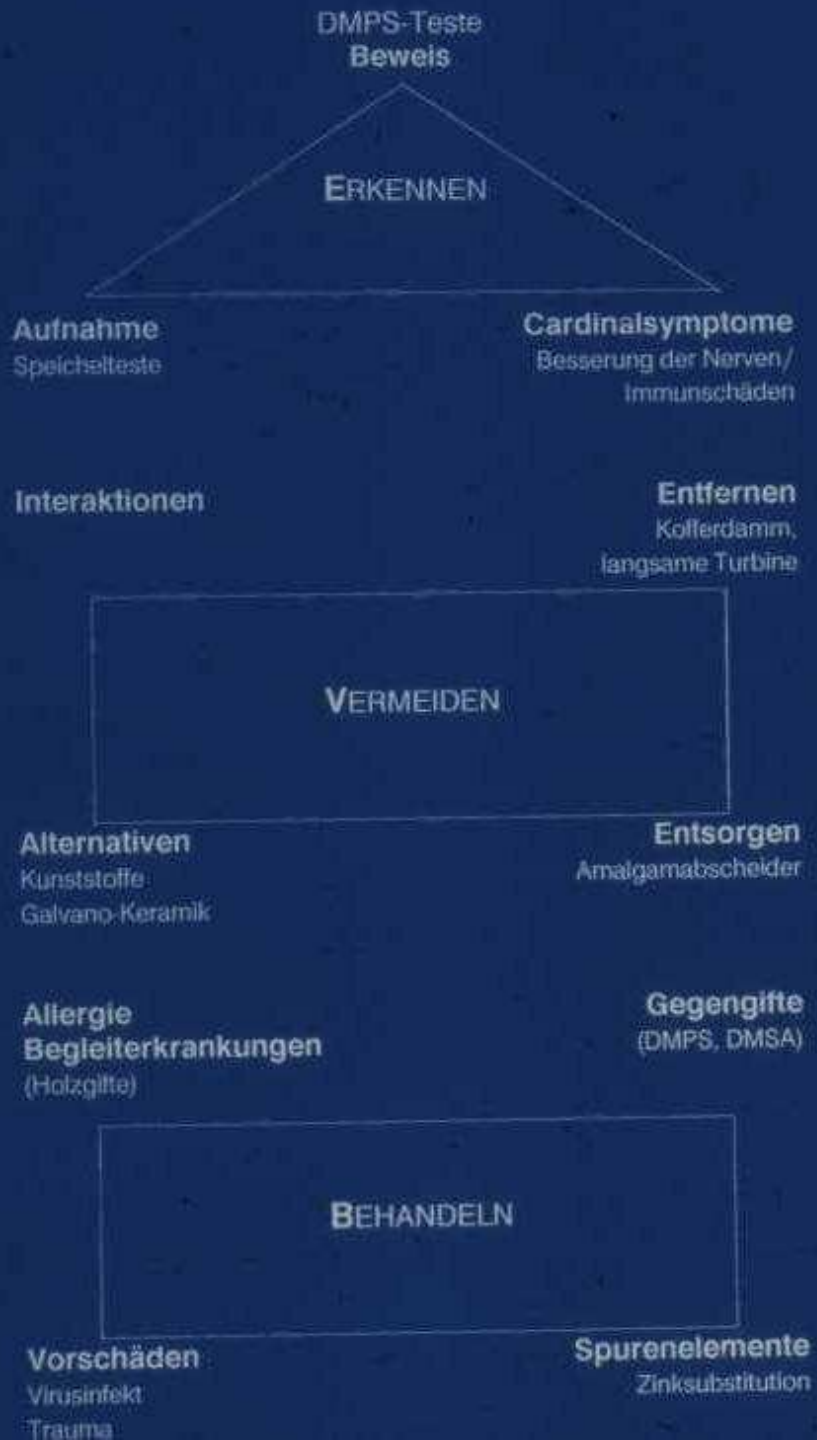 DMPS-Teste
Beweis
ERKENNEN
Aufnahme
Speichelteste
Cardinalsymptome
Besserung der Nerven/
Immunschäden
Interaktionen
Entfernen
Kofferdamm,
langsame Turbine
VERMEIDEN
Alternativen
Kunststoffe
Galvano-Keramik
Entsorgen
Amalgamabscheider
Allergie
Begleiterkrankungen
(Holzgifte)
Gegengifte
(DMPS, DMSA)
BEHANDELN
Vorschäden
Virusinfekt
Trauma
Spurenelemente
Zinksubstitution